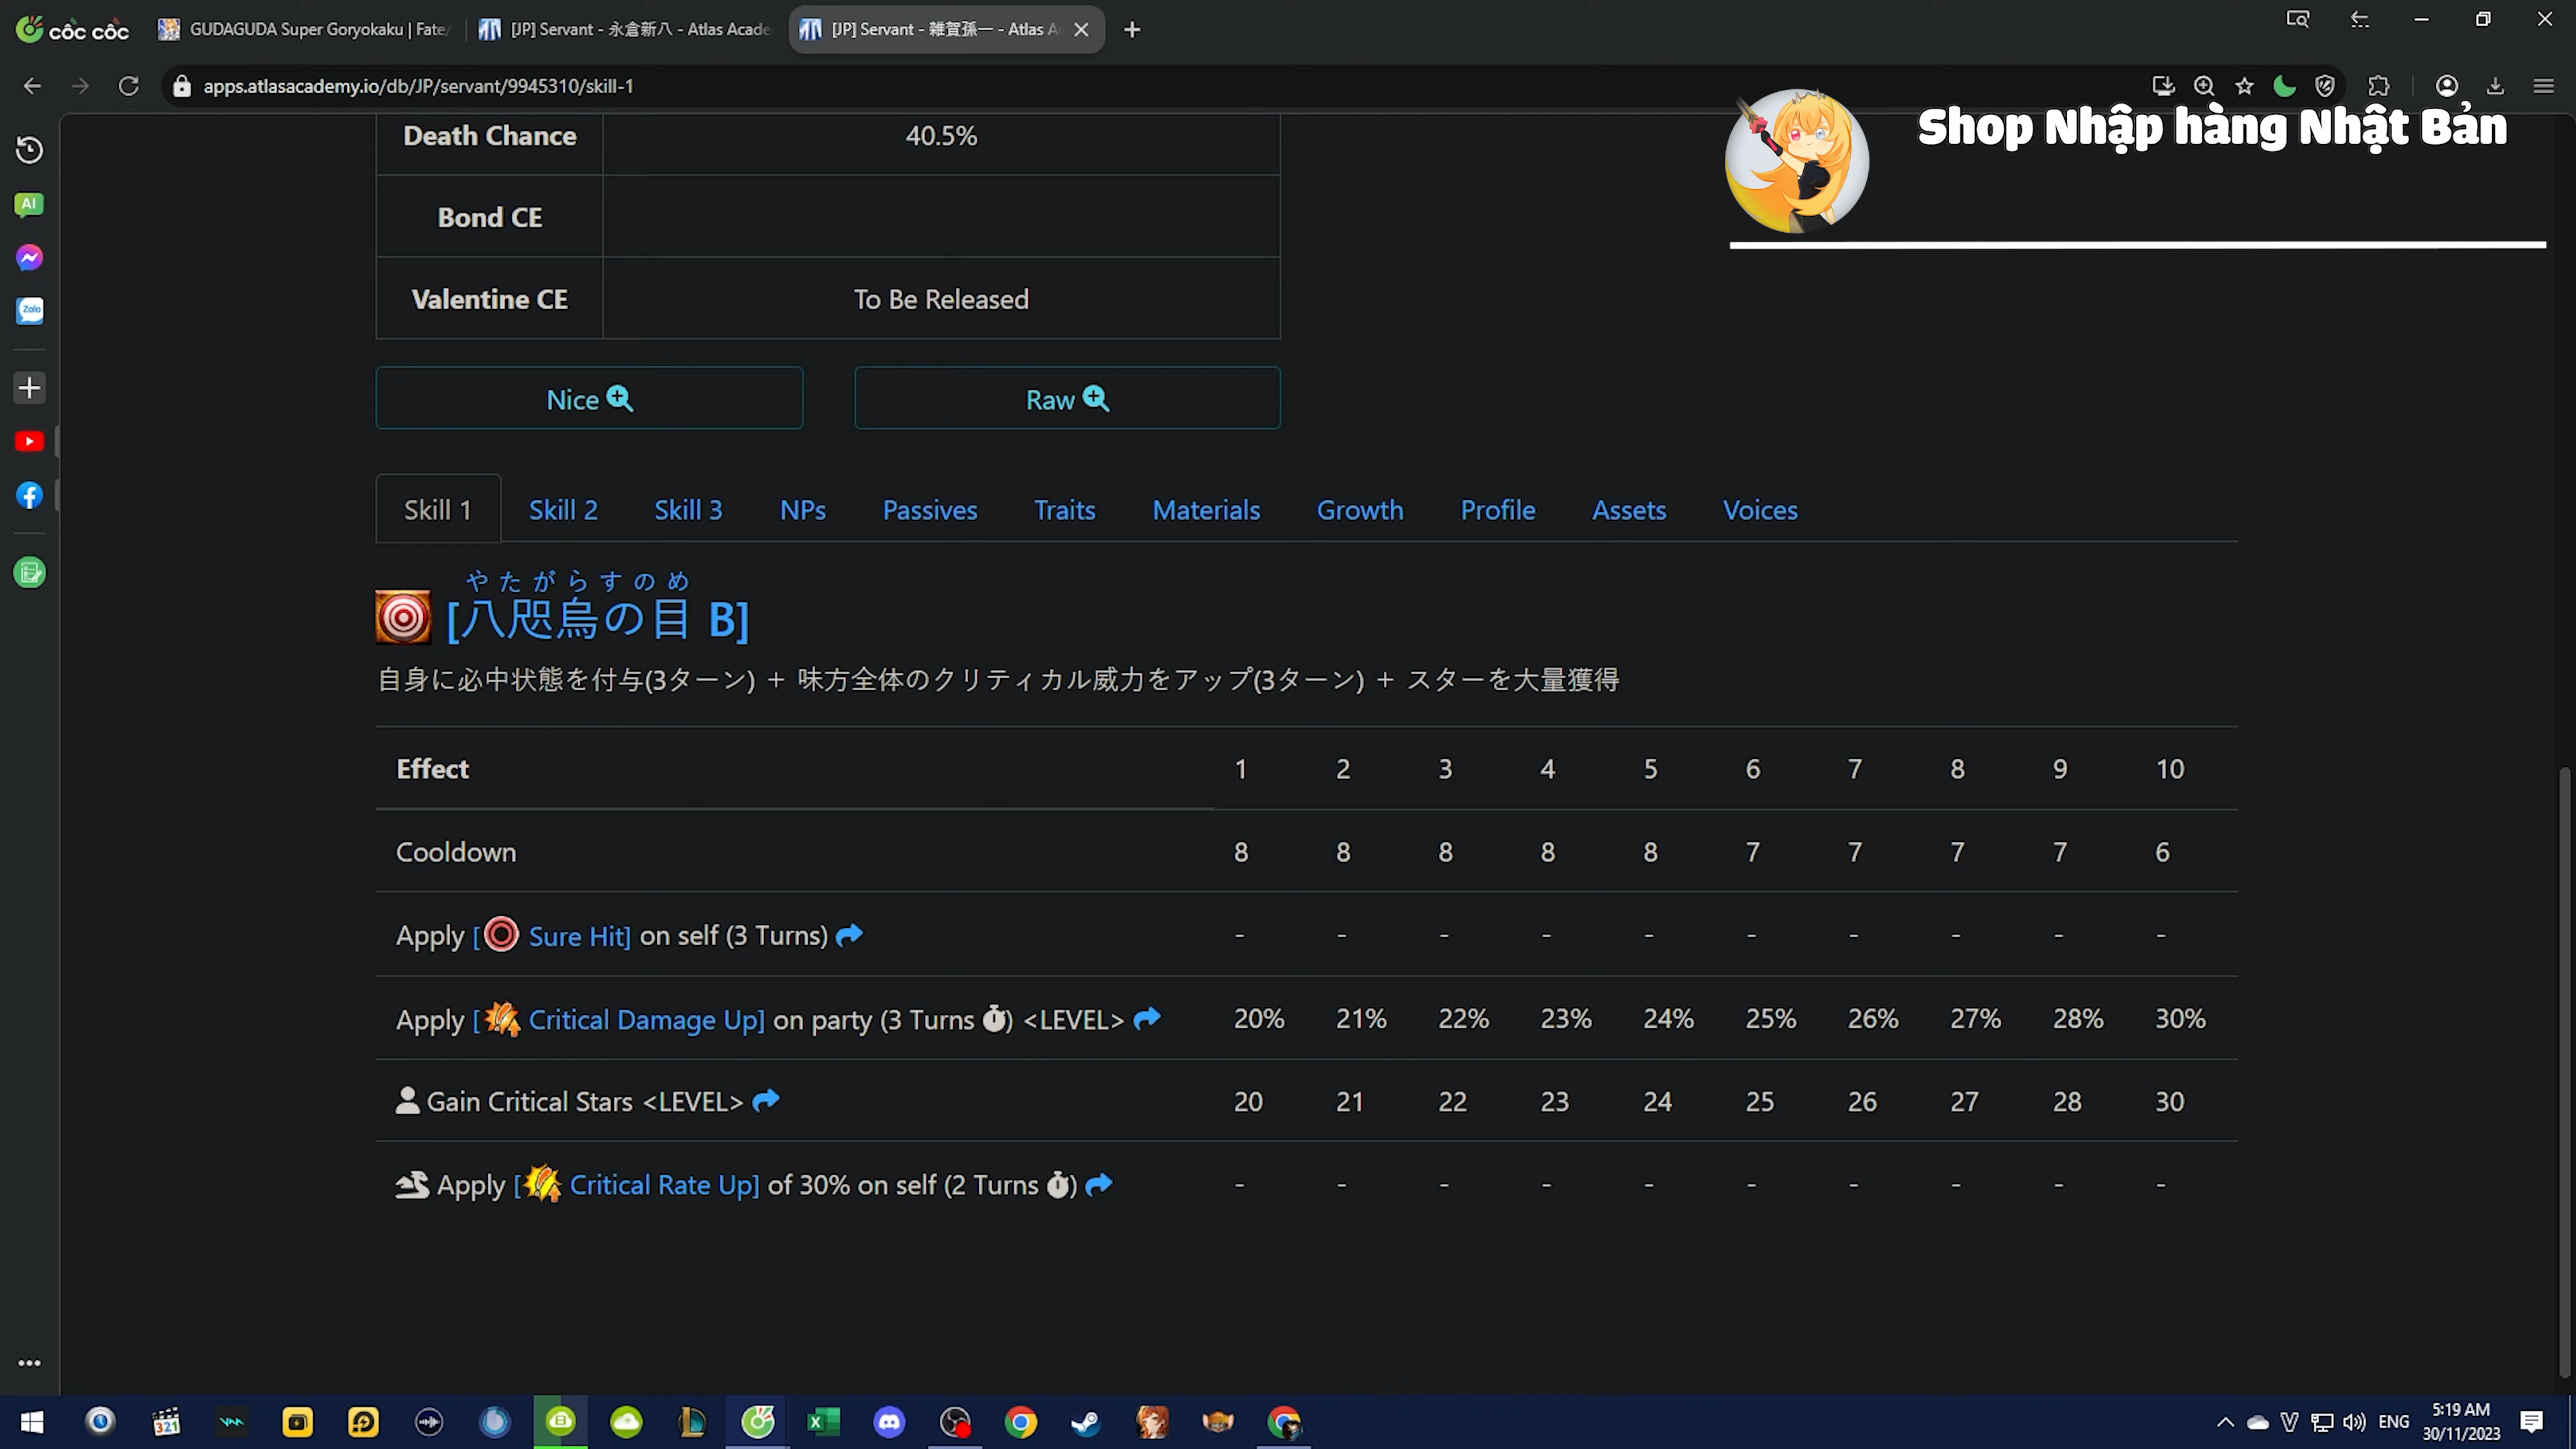 cốc cốc
GUDAGUDA Super Goryokaku | Fate/
[JP] Servant - 永倉新八 - Atlas Acade
[JP] Servant - 雑賀孫一 - Atlas A
apps.atlasacademy.io/db/JP/servant/9945310/skill-1
Shop Nhập hàng Nhật Bản
AI
Zalo
Death Chance 40.5%
Bond CE
Valentine CE To Be Released
Nice Raw
Skill 1 Skill 2 Skill 3 NPs Passives Traits Materials Growth Profile Assets Voices
やたがらすのめ
[八咫烏の目 B]
自身に必中状態を付与(3ターン) ＋ 味方全体のクリティカル威力をアップ(3ターン) ＋ スターを大量獲得
Effect 1 2 3 4 5 6 7 8 9 10
Cooldown 8 8 8 8 8 7 7 7 7 6
Apply [Sure Hit] on self (3 Turns) - - - - - - - - - -
Apply [Critical Damage Up] on party (3 Turns) <LEVEL> 20% 21% 22% 23% 24% 25% 26% 27% 28% 30%
Gain Critical Stars <LEVEL> 20 21 22 23 24 25 26 27 28 30
Apply [Critical Rate Up] of 30% on self (2 Turns) - - - - - - - - - -
321
ENG
5:19 AM
30/11/2023